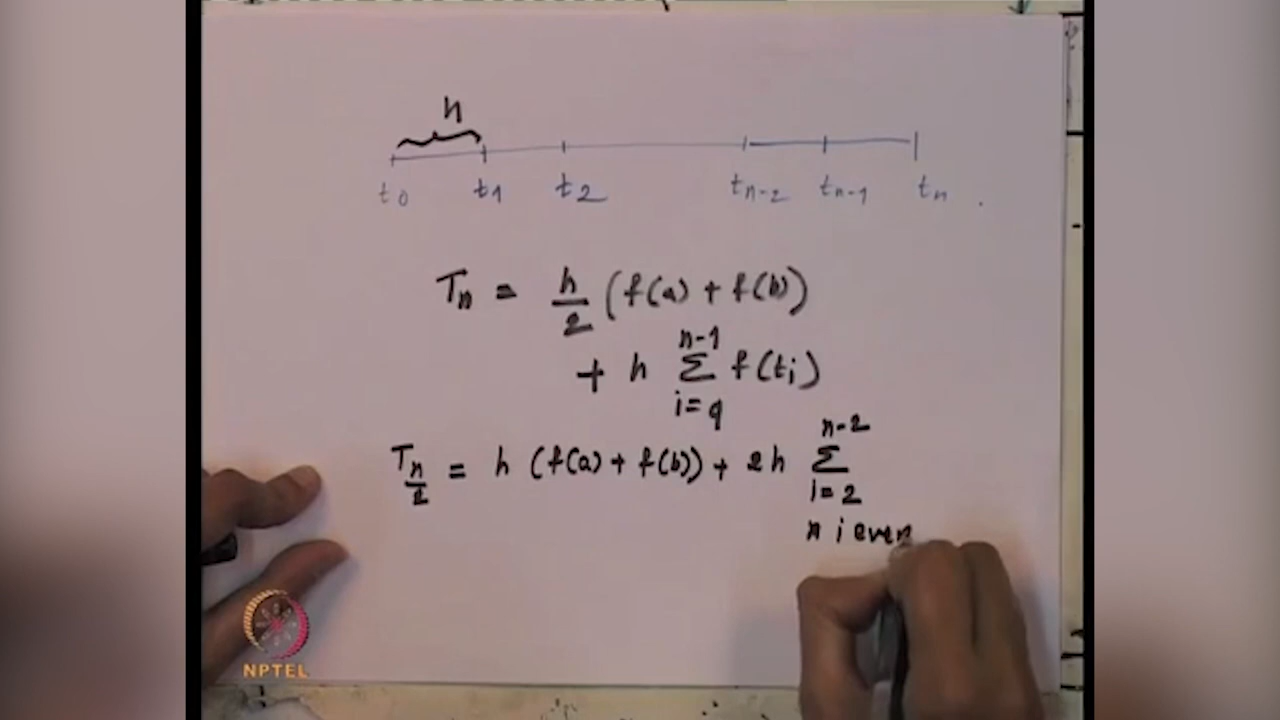 h
t₀ t₁ t₂ tₙ₋₂ tₙ₋₁ tₙ .
Tₙ = h/2 (f(a) + f(b))
n-1
+ h Σ f(tᵢ)
i=1
n-2
T_{n/2} = h (f(a) + f(b)) + 2h Σ
i=2
n i even
NPTEL